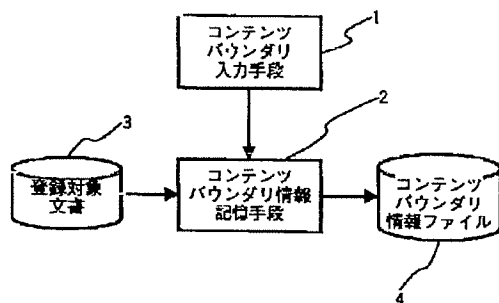 1
コンテンツ
バウンダリ
入力手段
2
3
登録対象
文書
コンテンツ
バウンダリ情報
記憶手段
コンテンツ
バウンダリ
情報ファイル
4